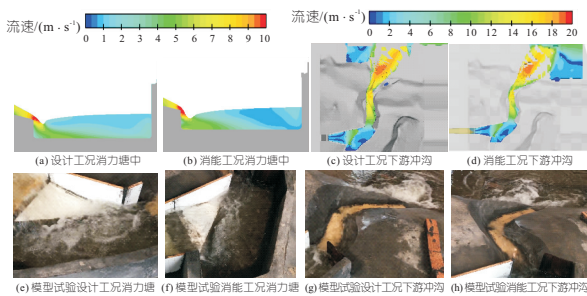 流速/(m · s⁻¹)
0 1 2 3 4 5 6 7 8 9 10
流速/(m · s⁻¹)
0 2 4 6 8 10 12 14 16 18 20
(a) 设计工况消力塘中
(b) 消能工况消力塘中
(c) 设计工况下游冲沟
(d) 消能工况下游冲沟
(e) 模型试验设计工况消力塘
(f) 模型试验消能工况消力塘
(g) 模型试验设计工况下游冲沟
(h) 模型试验消能工况下游冲沟